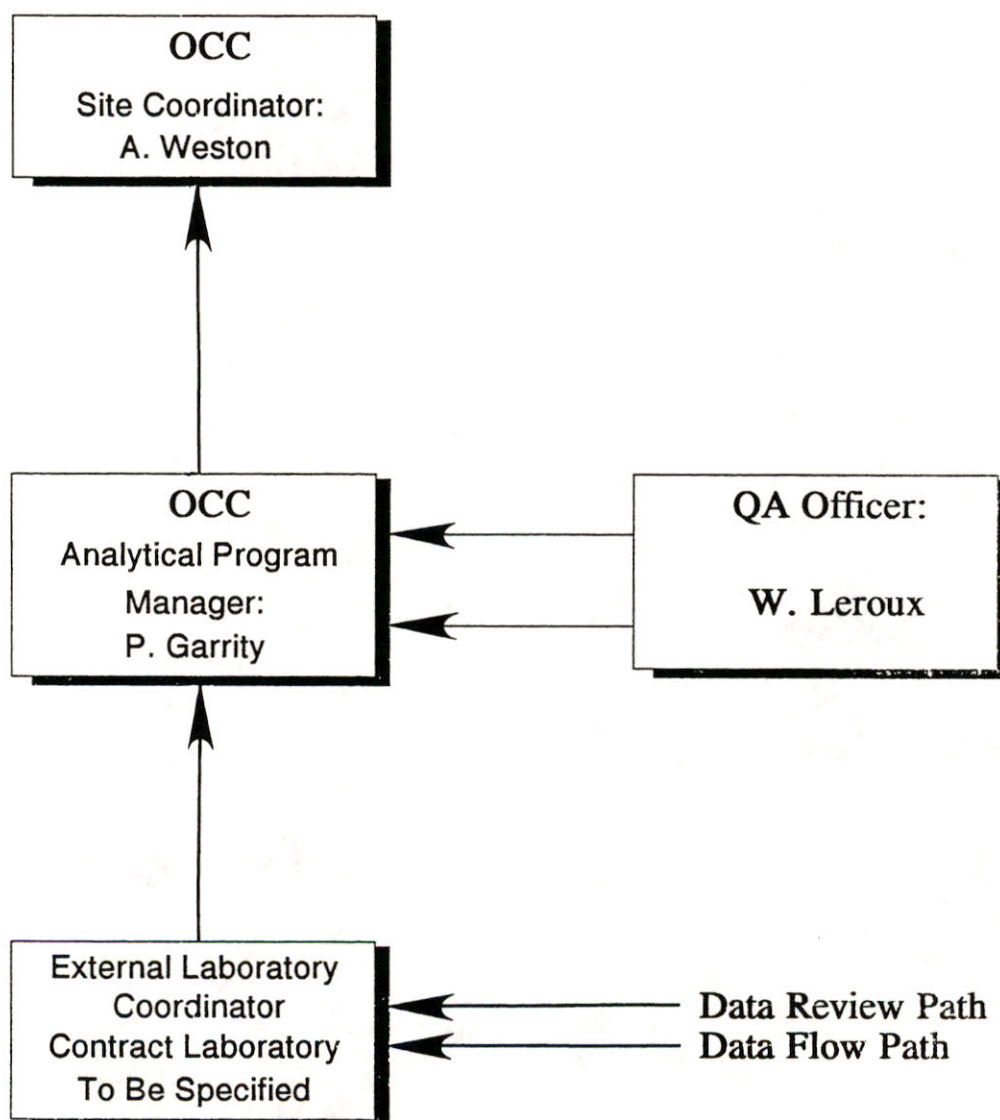 OCC
Site Coordinator:
A. Weston
OCC
Analytical Program
Manager:
P. Garrity
QA Officer:
W. Leroux
External Laboratory
Coordinator
Contract Laboratory
To Be Specified
Data Review Path
Data Flow Path